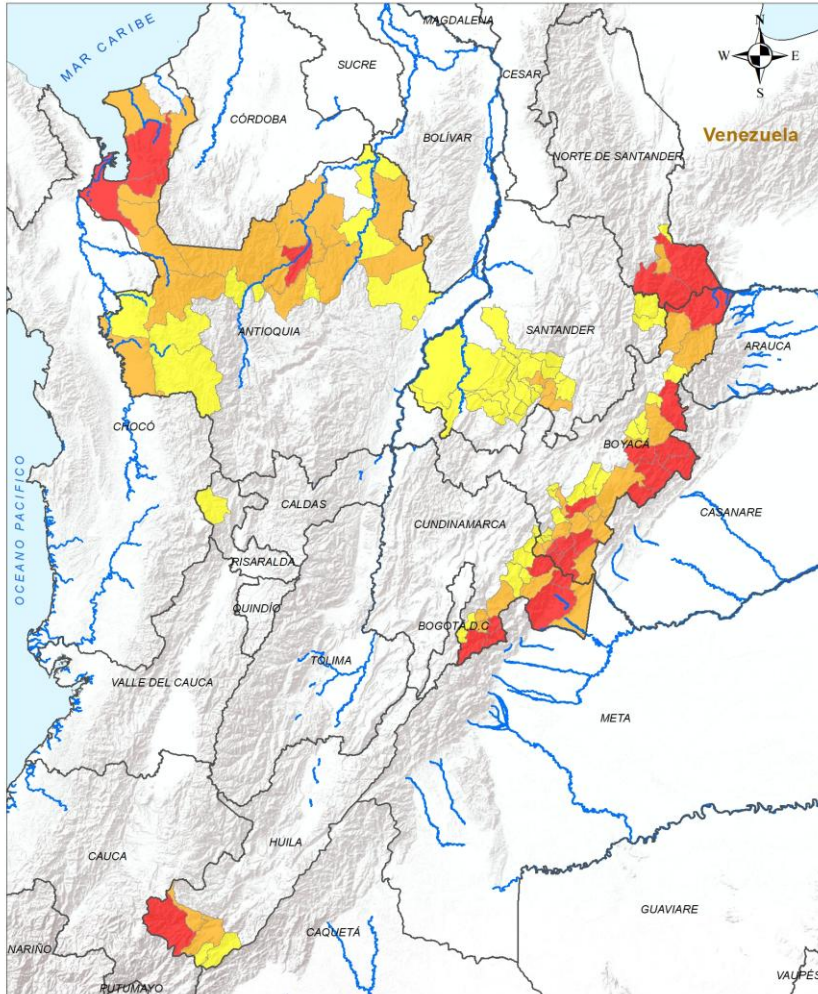 MAGDALENA
N
MAR CARIBE
SUCRE
W
E
CESAR
S
CÓRDOBA
BOLÍVAR
Venezuela
NORTE DE SANTANDER
SANTANDER
ANTIOQUIA
ARAUCA
CHOCÓ
BOYACÁ
OCEANO PACIFICO
CALDAS
CUNDINAMARCA
CASANARE
RISARALDA
QUINDÍO
BOGOTÁ D.C
TOLIMA
VALLE DEL CAUCA
META
HUILA
CAUCA
GUAVIARE
CAQUETÁ
NARIÑO
VAUPÉS
PUTUMAYO